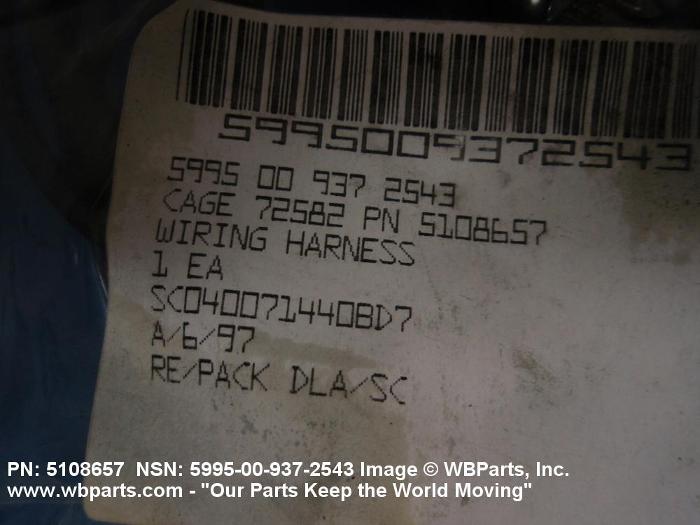 5995009372543
5995 00 937 2543
CAGE 72582 PN 5108657
WIRING HARNESS
1 EA
SC040071440BD7
A/6/97
RE/PACK DLA/SC
PN: 5108657 NSN: 5995-00-937-2543 Image © WBParts, Inc.
www.wbparts.com - "Our Parts Keep the World Moving"